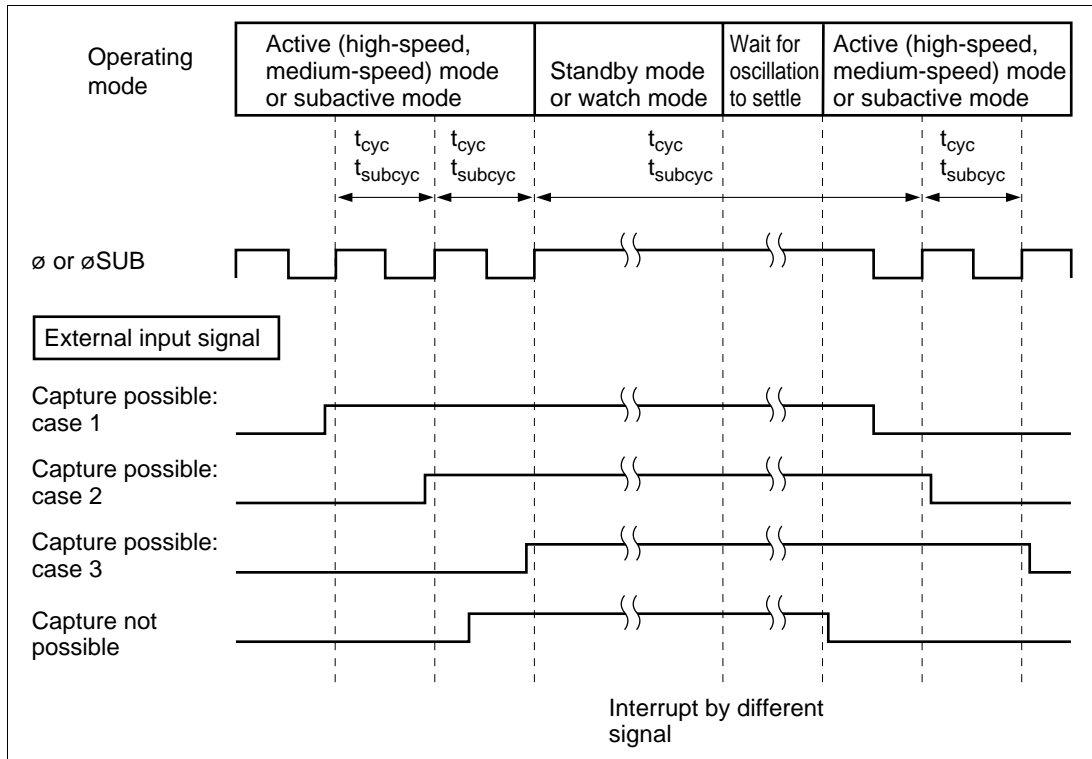 Operating
mode
Active (high-speed,
medium-speed) mode
or subactive mode
Standby mode
or watch mode
Wait for
oscillation
to settle
Active (high-speed,
medium-speed) mode
or subactive mode
tcyc
tsubcyc
tcyc
tsubcyc
tcyc
tsubcyc
tcyc
tsubcyc
ø or øSUB
External input signal
Capture possible:
case 1
Capture possible:
case 2
Capture possible:
case 3
Capture not
possible
Interrupt by different
signal